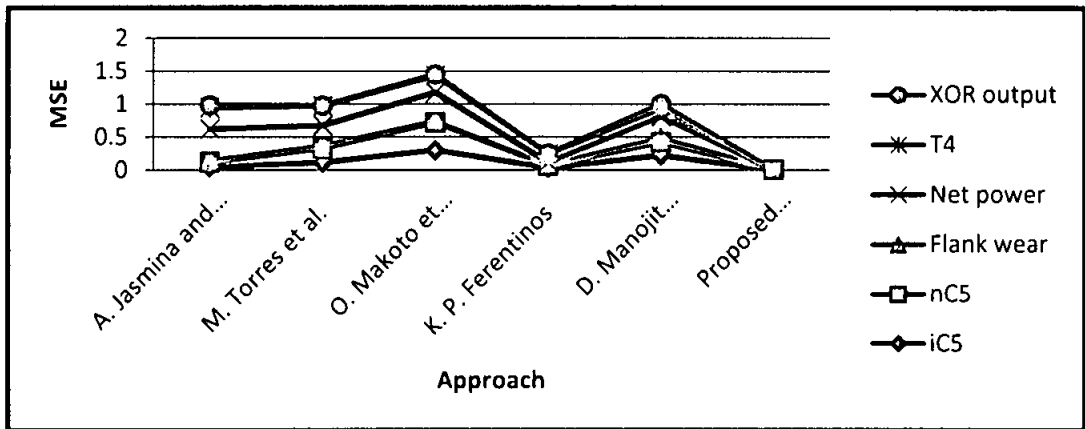 2
1.5
1
0.5
0
MSE
A. Jasmina and...
M. Torres et al.
O. Makoto et...
K. P. Ferentinos
D. Manojit...
Proposed...
Approach
XOR output
T4
Net power
Flank wear
nC5
iC5